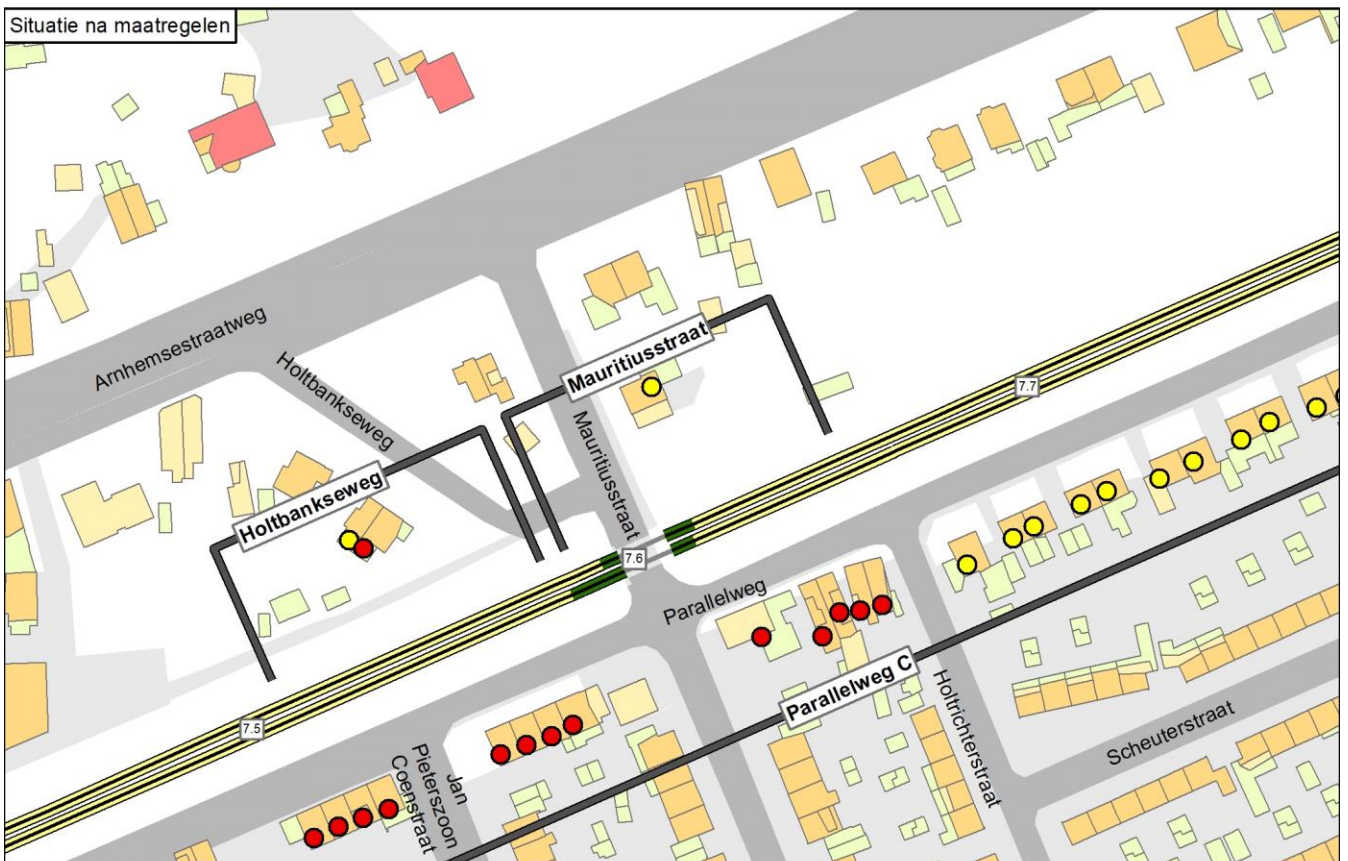 Situatie na maatregelen
Arnhemsestraatweg
Holtbankseweg
Mauritiusstraat
Mauritiusstraat
7.7
Holtbankseweg
7.6
Parallelweg
Parallelweg C
Holtrichterstraat
Scheuterstraat
7.5
Jan
Pieterszoon
Coenstraat